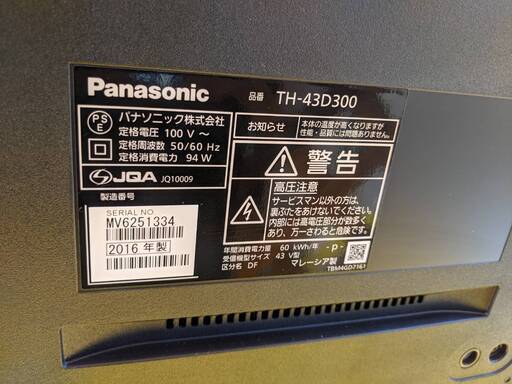 Panasonic
品番 TH-43D300
PSE
パナソニック株式会社
定格電圧 100 V ～
定格周波数 50/60 Hz
定格消費電力 94 W
お知らせ
本体の温度が高くなりますが
性能・品質には問題ありません。
JQA JQ10009
警告
高圧注意
サービスマン以外の方は、
裏ぶたをあけないでください。
内部には高電圧部分が数多く
あり、万一さわると危険です。
製造番号
SERIAL NO.
MV6251334
2016 年製
年間消費電力量 60 kWh/年
受信機型サイズ 43 V型
区分名 DF
-p-
マレーシア製
TBM4GD7161